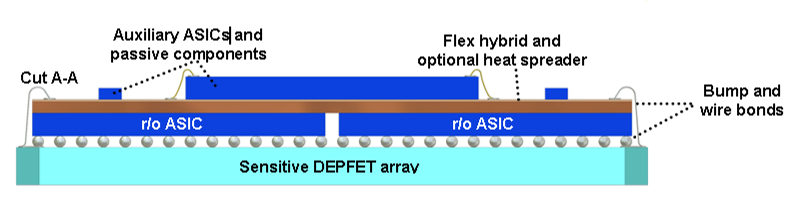 Auxiliary ASICs and
passive components
Flex hybrid and
optional heat spreader
Cut A-A
Bump and
wire bonds
r/o ASIC
r/o ASIC
Sensitive DEPFET array